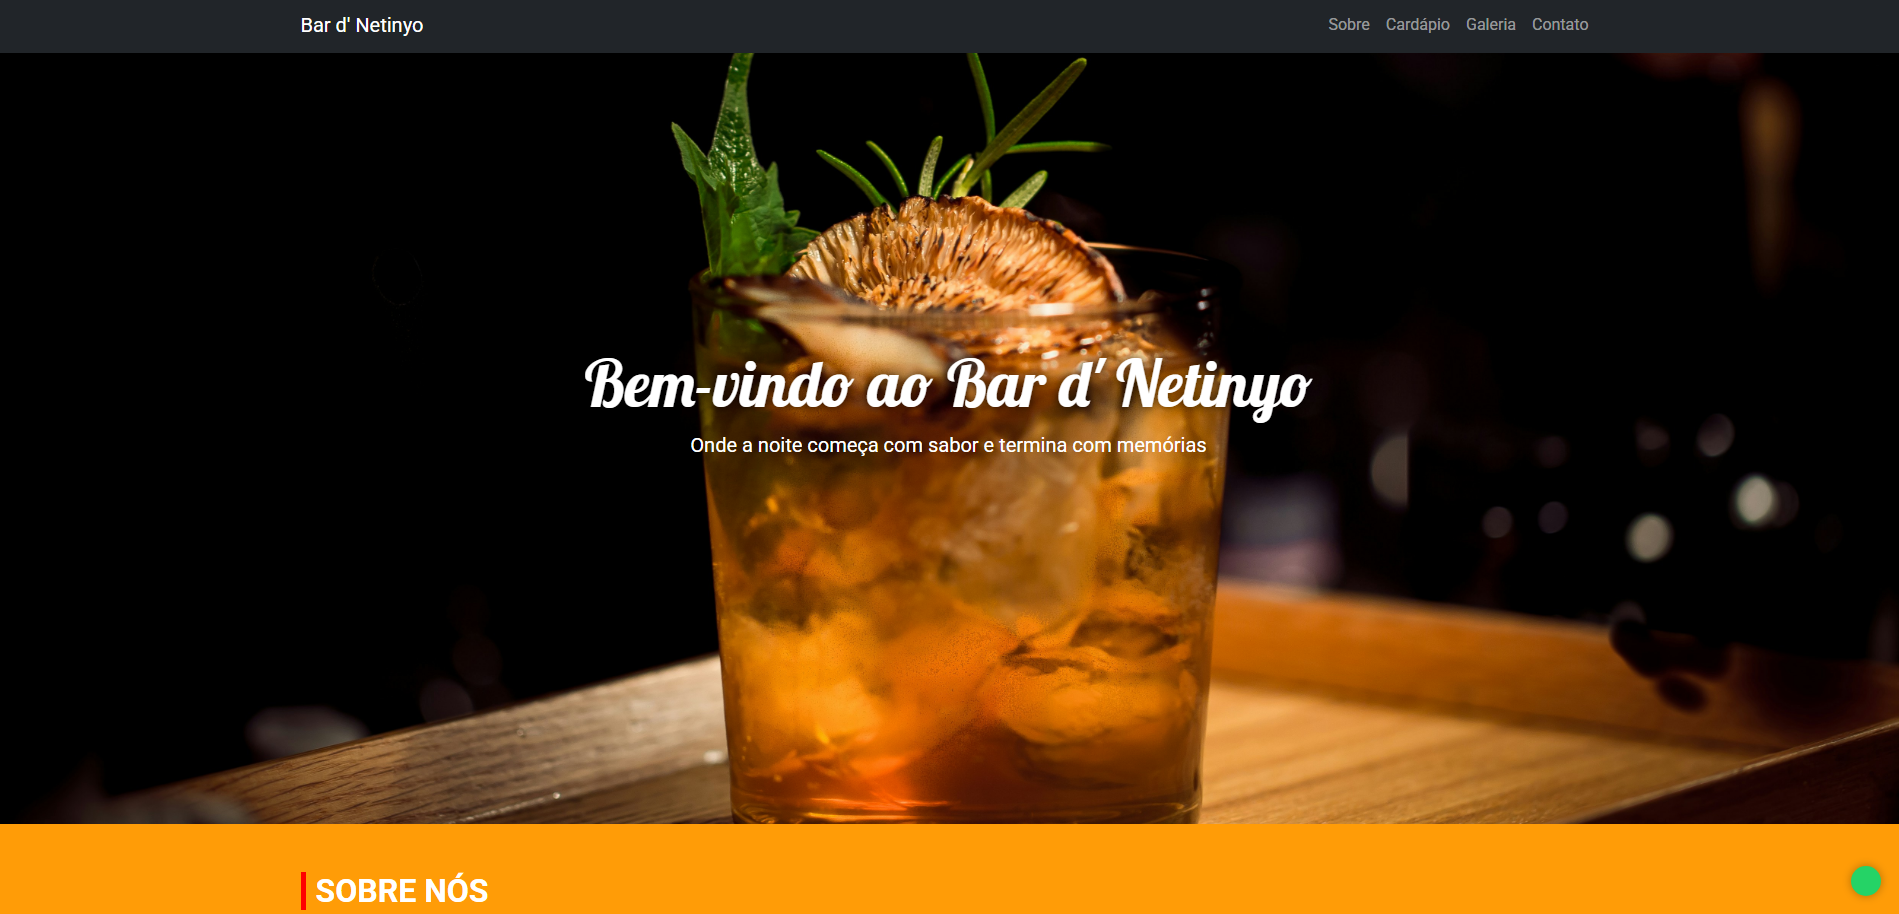 Bar d' Netinyo
Sobre Cardápio Galeria Contato
Bem-vindo ao Bar d' Netinyo
Onde a noite começa com sabor e termina com memórias
SOBRE NÓS